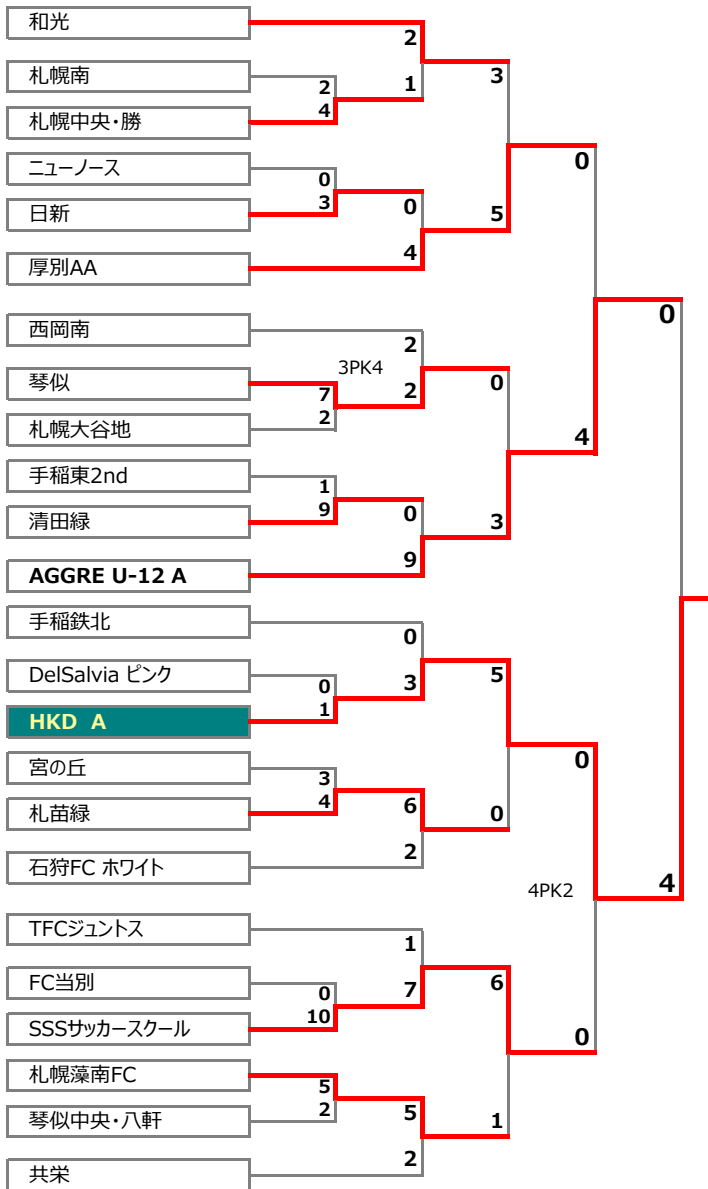 和光
2
札幌南
3
2
1
4
札幌中央・勝
ニューノース
0
0
3
0
日新
5
4
厚別AA
0
西岡南
2
3PK4
琴似
0
7
2
2
札幌大谷地
4
手稲東2nd
1
9
0
清田緑
3
9
AGGRE U-12 A
手稲鉄北
0
DelSalvia ピンク
5
0
3
1
HKD A
宮の丘
0
3
4
6
札苗緑
0
2
石狩FC ホワイト
4PK2
4
TFCジュントス
1
FC当別
6
0
7
10
SSSサッカースクール
0
札幌藻南FC
5
2
5
琴似中央・八軒
1
2
共栄